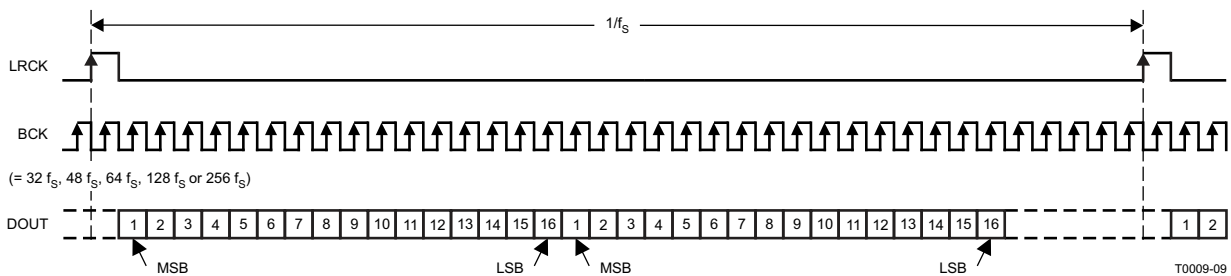 1/fS
LRCK
BCK
(= 32 fS, 48 fS, 64 fS, 128 fS or 256 fS)
DOUT 1 2 3 4 5 6 7 8 9 10 11 12 13 14 15 16 1 2 3 4 5 6 7 8 9 10 11 12 13 14 15 16 1 2
MSB LSB MSB LSB
T0009-09